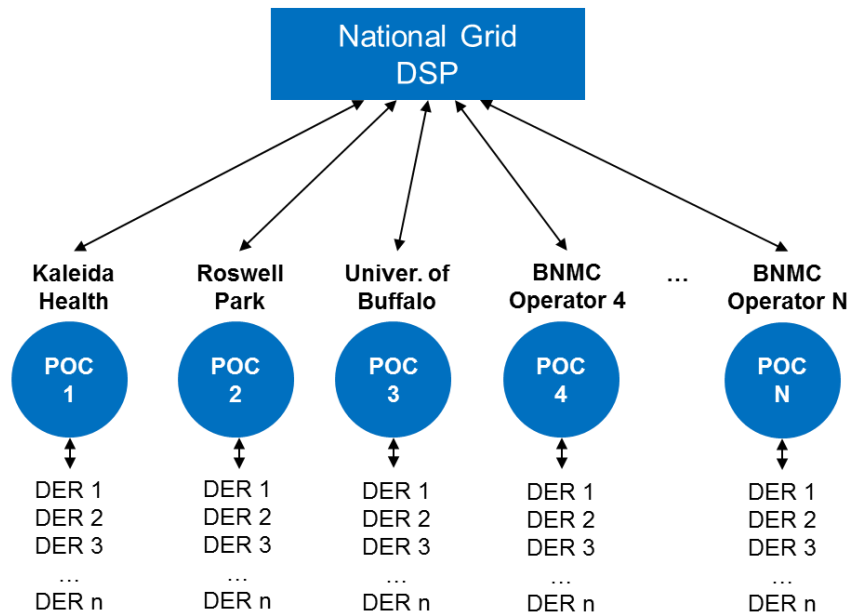 National Grid
DSP
Kaleida
Health
Roswell
Park
Univer. of
Buffalo
BNMC
Operator 4
...
BNMC
Operator N
POC
1
POC
2
POC
3
POC
4
POC
N
DER 1
DER 2
DER 3
...
DER n
DER 1
DER 2
DER 3
...
DER n
DER 1
DER 2
DER 3
...
DER n
DER 1
DER 2
DER 3
...
DER n
DER 1
DER 2
DER 3
...
DER n